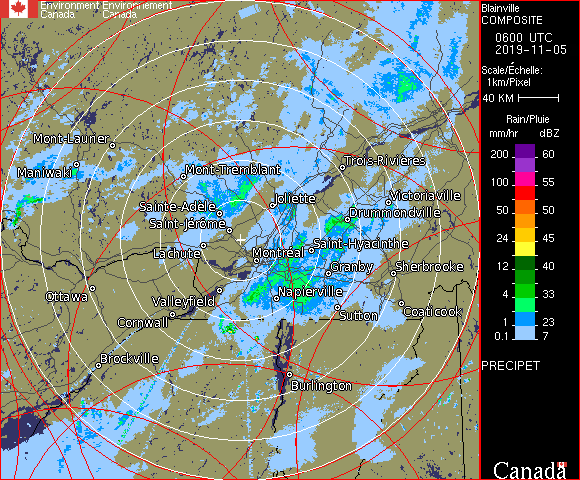 Environment Environnement
Canada Canada
Mont-Laurier
Maniwaki
Mont-Tremblant
Trois-Rivières
Sainte-Adèle
Joliette
Victoriaville
Drummondville
Saint-Jérôme
Lachute
Montréal
Saint-Hyacinthe
Granby
Sherbrooke
Ottawa
Valleyfield
Napierville
Cornwall
Sutton
Coaticook
Brockville
Burlington
Blainville
COMPOSITE
0600 UTC
2019-11-05
Scale/Échelle:
1km/Pixel
40 KM
Rain/Pluie
mm/hr dBZ
200 60
100 55
50 50
24 45
12 40
4 33
1 23
0.1 7
PRECIPET
Canada